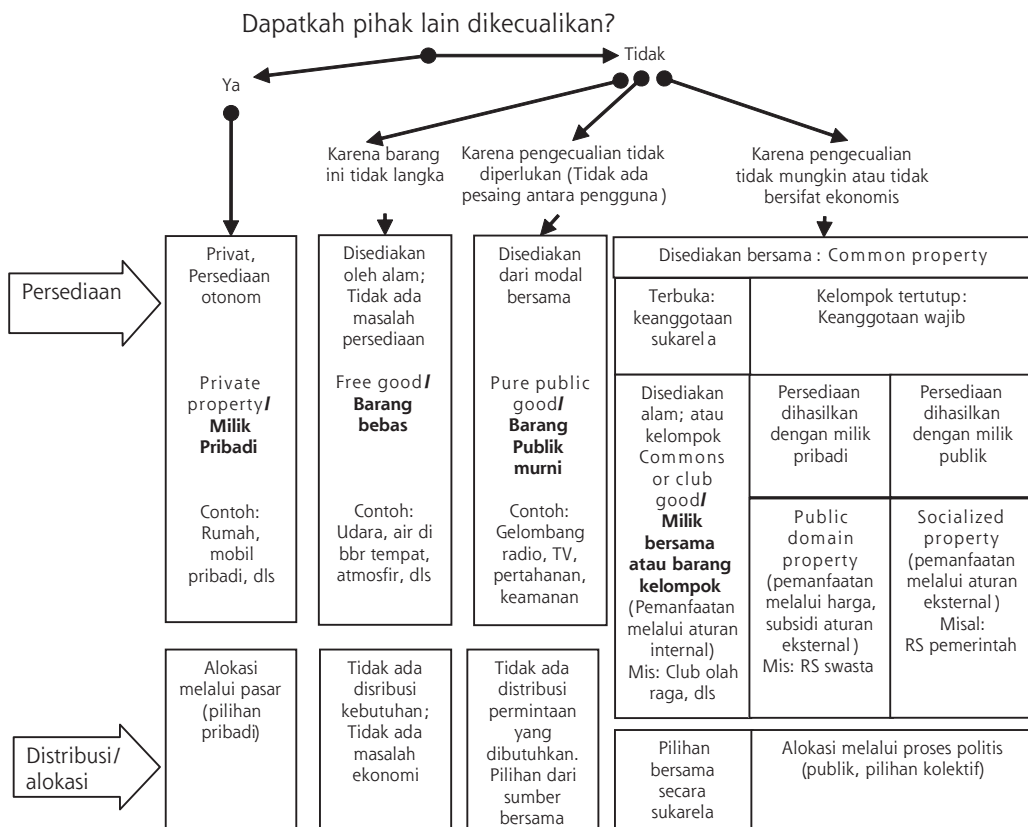 Dapatkah pihak lain dikecualikan?
Ya
Tidak
Karena barang
ini tidak langka
Karena pengecualian tidak
diperlukan (Tidak ada
pesaing antara pengguna)
Karena pengecualian
tidak mungkin atau tidak
bersifat ekonomis
Persediaan
Privat,
Persediaan
otonom
Private
property/
Milik
Pribadi
Contoh:
Rumah,
mobil
pribadi, dls
Disediakan
oleh alam;
Tidak ada
masalah
persediaan
Free good/
Barang
bebas
Contoh:
Udara, air di
bbr tempat,
atmosfir, dls
Disediakan
dari modal
bersama
Pure public
good/
Barang
Publik
murni
Contoh:
Gelombang
radio, TV,
pertahanan,
keamanan
Disediakan bersama : Common property
Terbuka:
keanggotaan
sukarela
Kelompok tertutup:
Keanggotaan wajib
Disediakan
alam; atau
kelompok
Commons
or club
good/
Milik
bersama
atau barang
kelompok
(Pemanfaatan
melalui aturan
internal)
Mis: Club olah
raga, dls
Persediaan
dihasilkan
dengan milik
pribadi
Persediaan
dihasilkan
dengan milik
publik
Public
domain
property
(pemanfaatan
melalui harga,
subsidi aturan
eksternal)
Mis: RS swasta
Socialized
property
(pemanfaatan
melalui aturan
eksternal)
Misal:
RS pemerintah
Distribusi/
alokasi
Alokasi
melalui pasar
(pilihan
pribadi)
Tidak ada
disribusi
kebutuhan;
Tidak ada
masalah
ekonomi
Tidak ada
distribusi
permintaan
yang
dibutuhkan.
Pilihan dari
sumber
bersama
Pilihan
bersama
secara
sukarela
Alokasi melalui proses politis
(publik, pilihan kolektif)